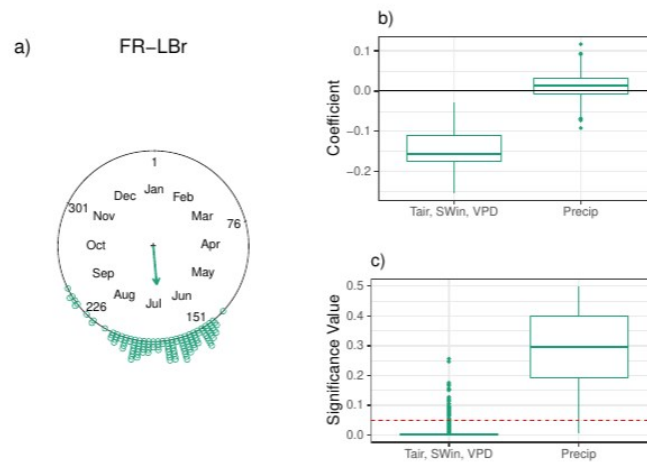 a)
FR−LBr
1
Jan
Feb
Mar
76
Apr
May
Jun
151
Jul
Aug
226
Sep
Oct
Nov
301
Dec
b)
Coefficient
0.1
0.0
−0.1
−0.2
Tair, SWin, VPD
Precip
c)
Significance Value
0.5
0.4
0.3
0.2
0.1
0.0
Tair, SWin, VPD
Precip